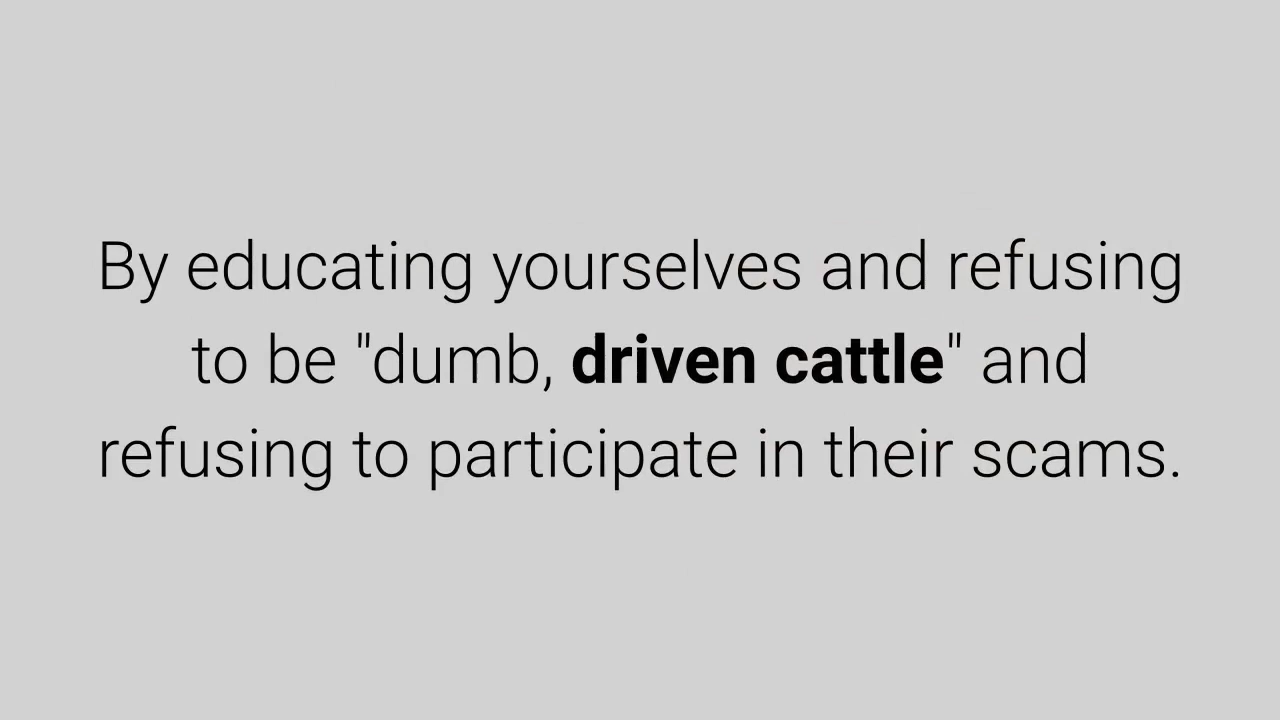 By educating yourselves and refusing
to be "dumb, driven cattle" and
refusing to participate in their scams.